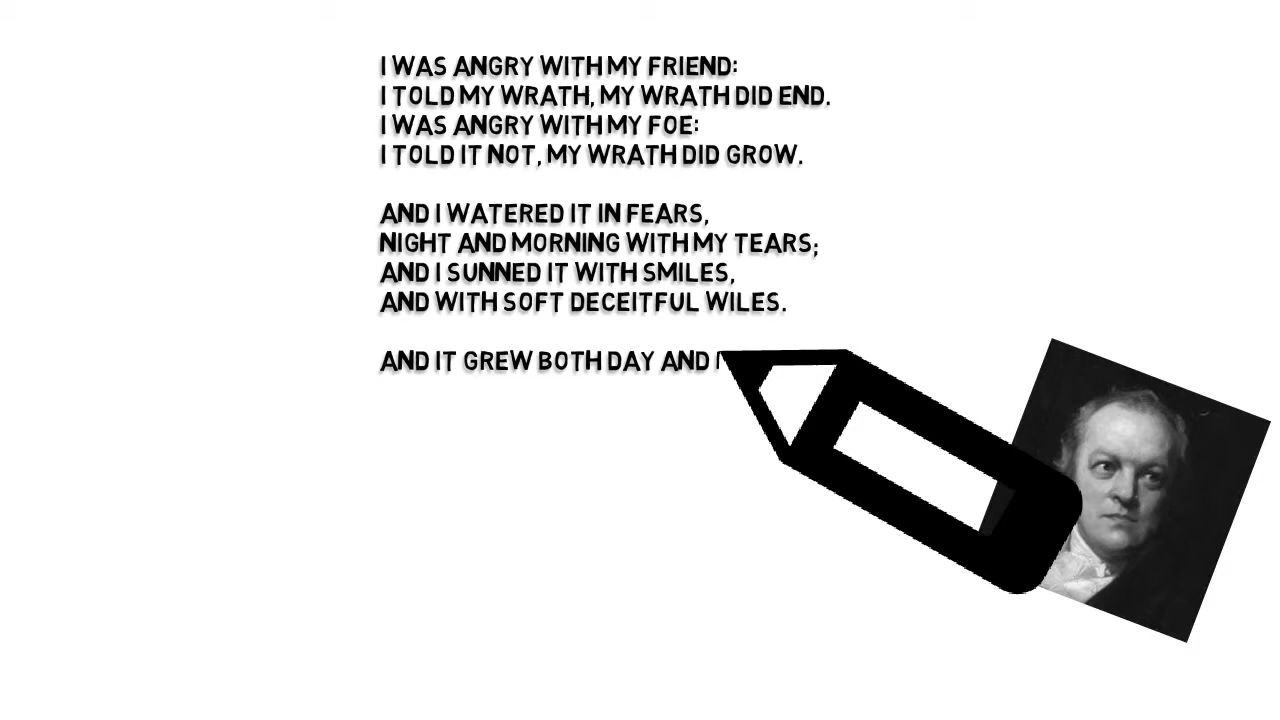 I WAS ANGRY WITH MY FRIEND:
I TOLD MY WRATH, MY WRATH DID END.
I WAS ANGRY WITH MY FOE:
I TOLD IT NOT, MY WRATH DID GROW.
AND I WATERED IT IN FEARS,
NIGHT AND MORNING WITH MY TEARS;
AND I SUNNED IT WITH SMILES,
AND WITH SOFT DECEITFUL WILES.
AND IT GREW BOTH DAY AND